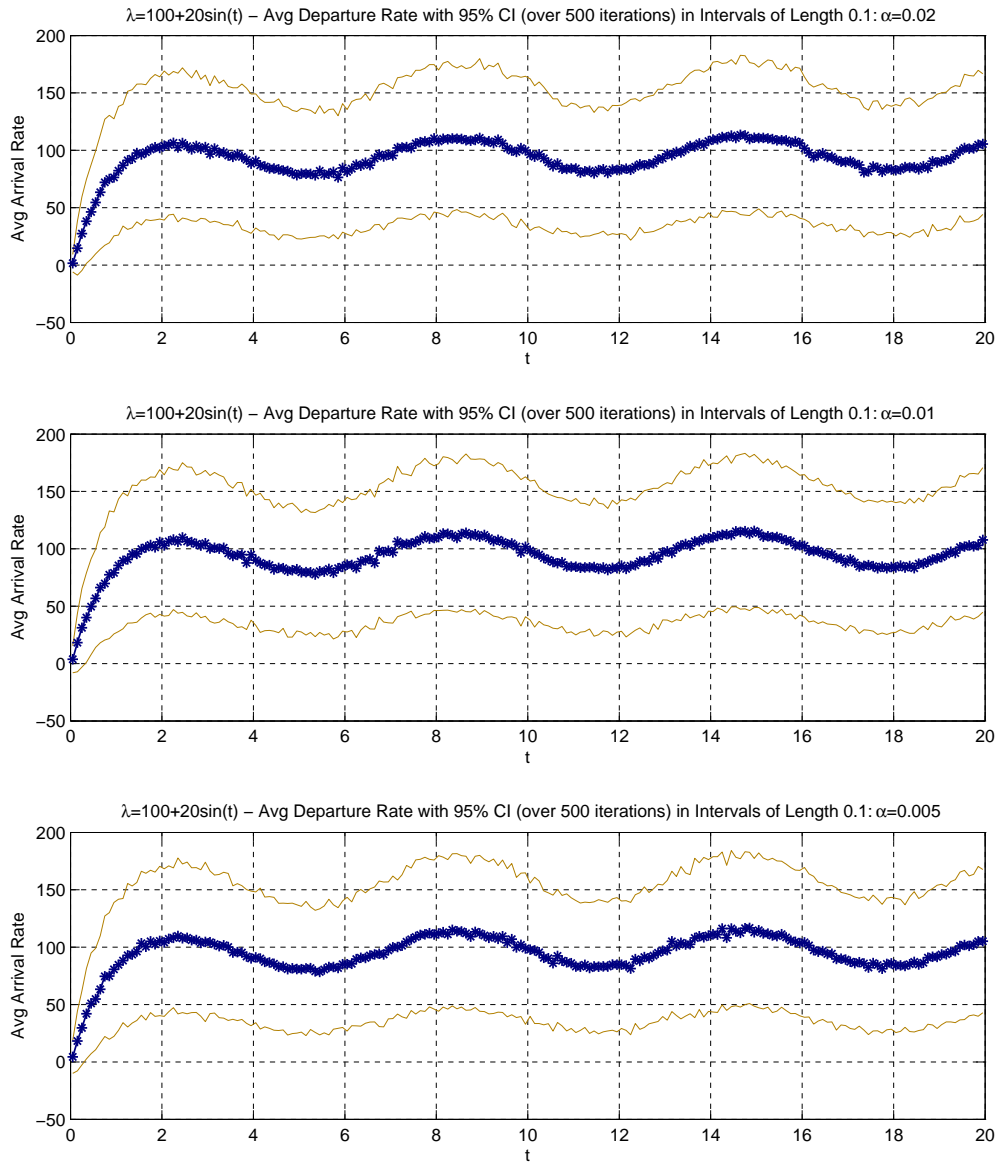 λ=100+20sin(t) − Avg Departure Rate with 95% CI (over 500 iterations) in Intervals of Length 0.1: α=0.02
200
150
100
50
0
−50
Avg Arrival Rate
0 2 4 6 8 10 12 14 16 18 20
t
λ=100+20sin(t) − Avg Departure Rate with 95% CI (over 500 iterations) in Intervals of Length 0.1: α=0.01
200
150
100
50
0
−50
Avg Arrival Rate
0 2 4 6 8 10 12 14 16 18 20
t
λ=100+20sin(t) − Avg Departure Rate with 95% CI (over 500 iterations) in Intervals of Length 0.1: α=0.005
200
150
100
50
0
−50
Avg Arrival Rate
0 2 4 6 8 10 12 14 16 18 20
t